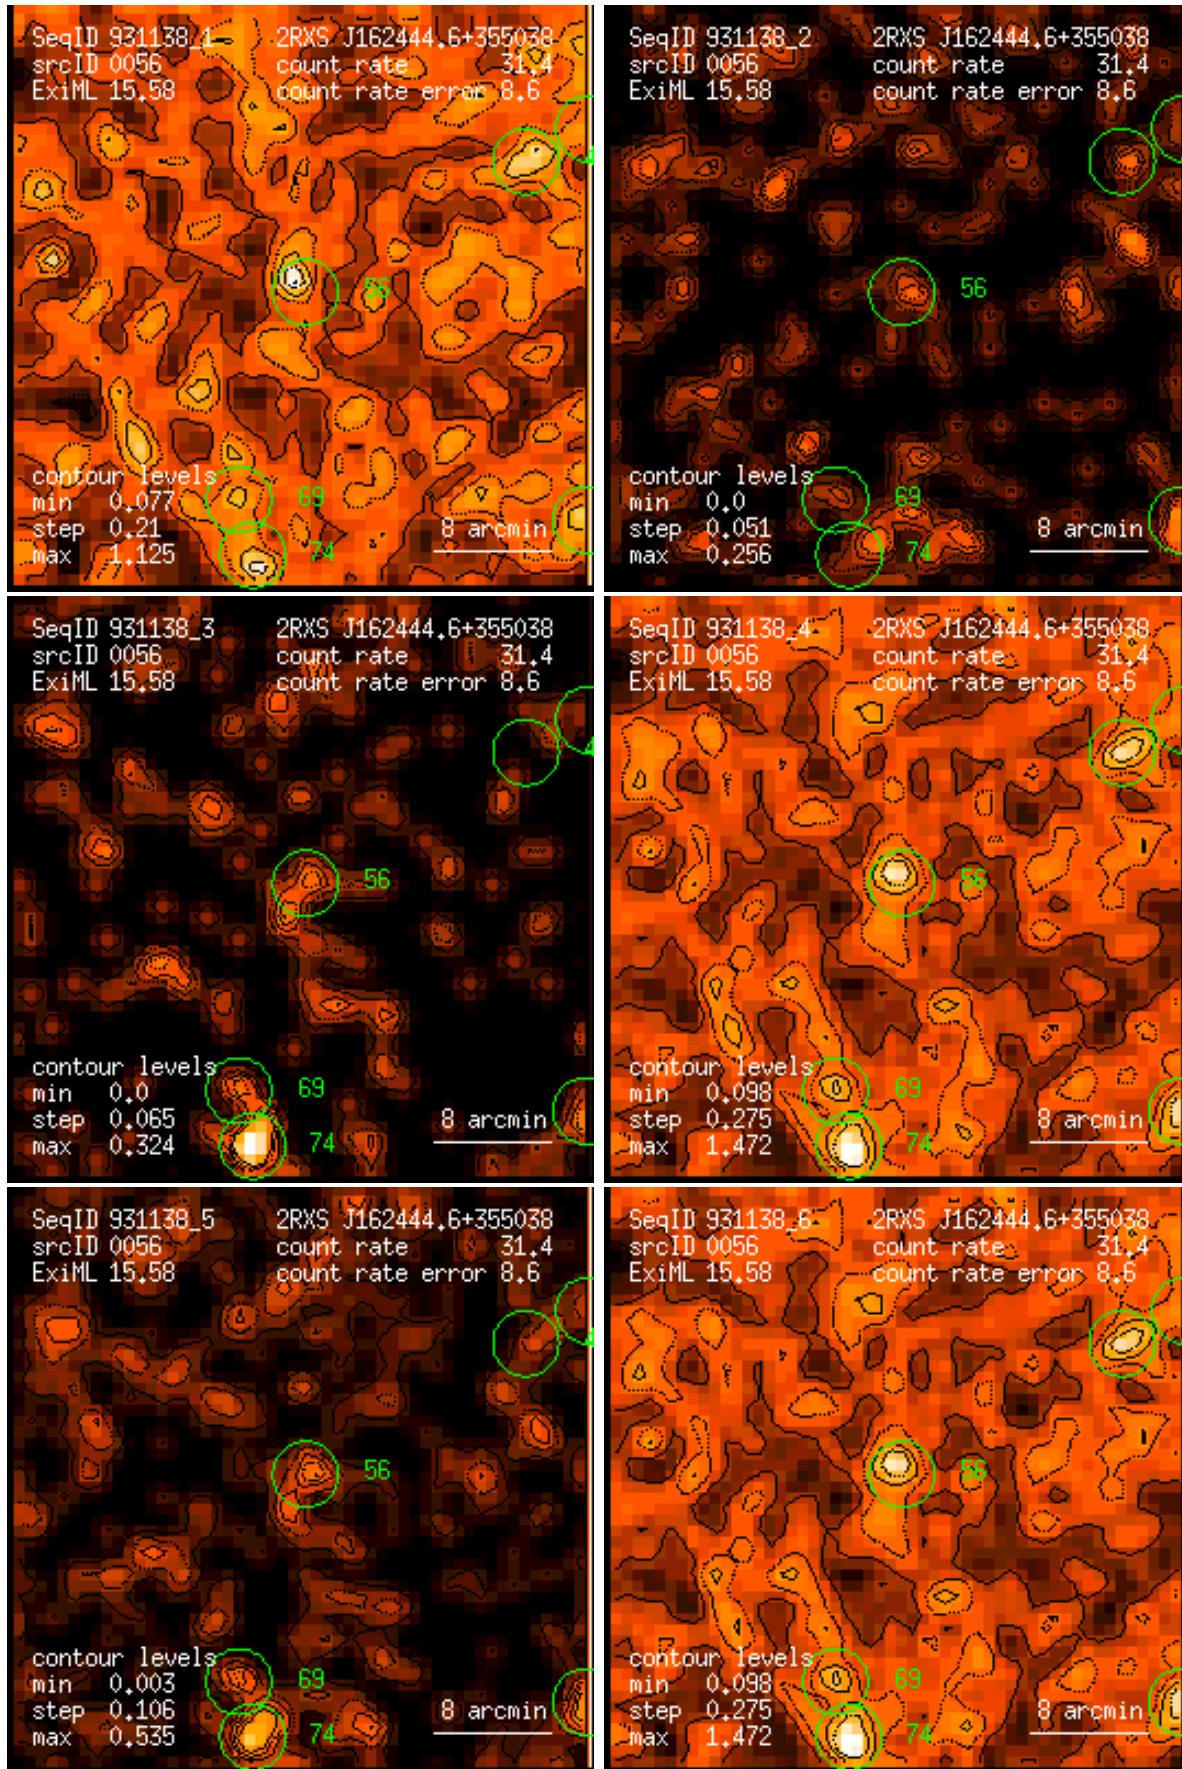 SeqID 931138_1 2RXS J162444.6+355038
srcID 0056 count rate 31.4
ExiML 15.58 count rate error 8.6
56
contour levels
min 0.077 69
step 0.21 8 arcmin
max 1.125 74
SeqID 931138_2 2RXS J162444.6+355038
srcID 0056 count rate 31.4
ExiML 15.58 count rate error 8.6
56
contour levels
min 0.0 69
step 0.051 8 arcmin
max 0.256 74
SeqID 931138_3 2RXS J162444.6+355038
srcID 0056 count rate 31.4
ExiML 15.58 count rate error 8.6
56
contour levels
min 0.0 69
step 0.065 8 arcmin
max 0.324 74
SeqID 931138_4 2RXS J162444.6+355038
srcID 0056 count rate 31.4
ExiML 15.58 count rate error 8.6
56
contour levels
min 0.098 69
step 0.275 8 arcmin
max 1.472 74
SeqID 931138_5 2RXS J162444.6+355038
srcID 0056 count rate 31.4
ExiML 15.58 count rate error 8.6
56
contour levels
min 0.003 69
step 0.106 8 arcmin
max 0.535 74
SeqID 931138_6 2RXS J162444.6+355038
srcID 0056 count rate 31.4
ExiML 15.58 count rate error 8.6
56
contour levels
min 0.098 69
step 0.275 8 arcmin
max 1.472 74